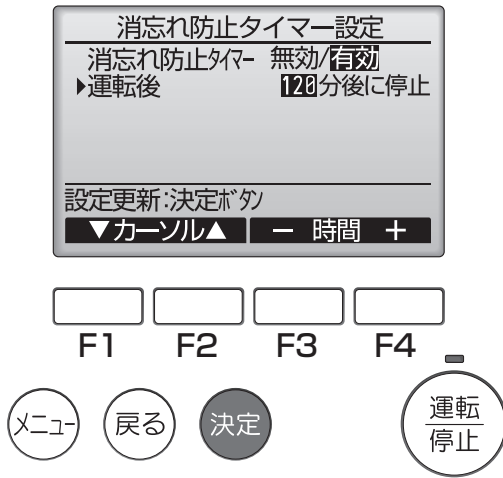 消忘れ防止タイマー設定
消忘れ防止ﾀｲﾏｰ 無効/有効
▶運転後 120分後に停止
設定更新:決定ﾎﾞﾀﾝ
▼カーソル▲ － 時間 ＋
F1 F2 F3 F4
メニュー 戻る 決定 運転
停止